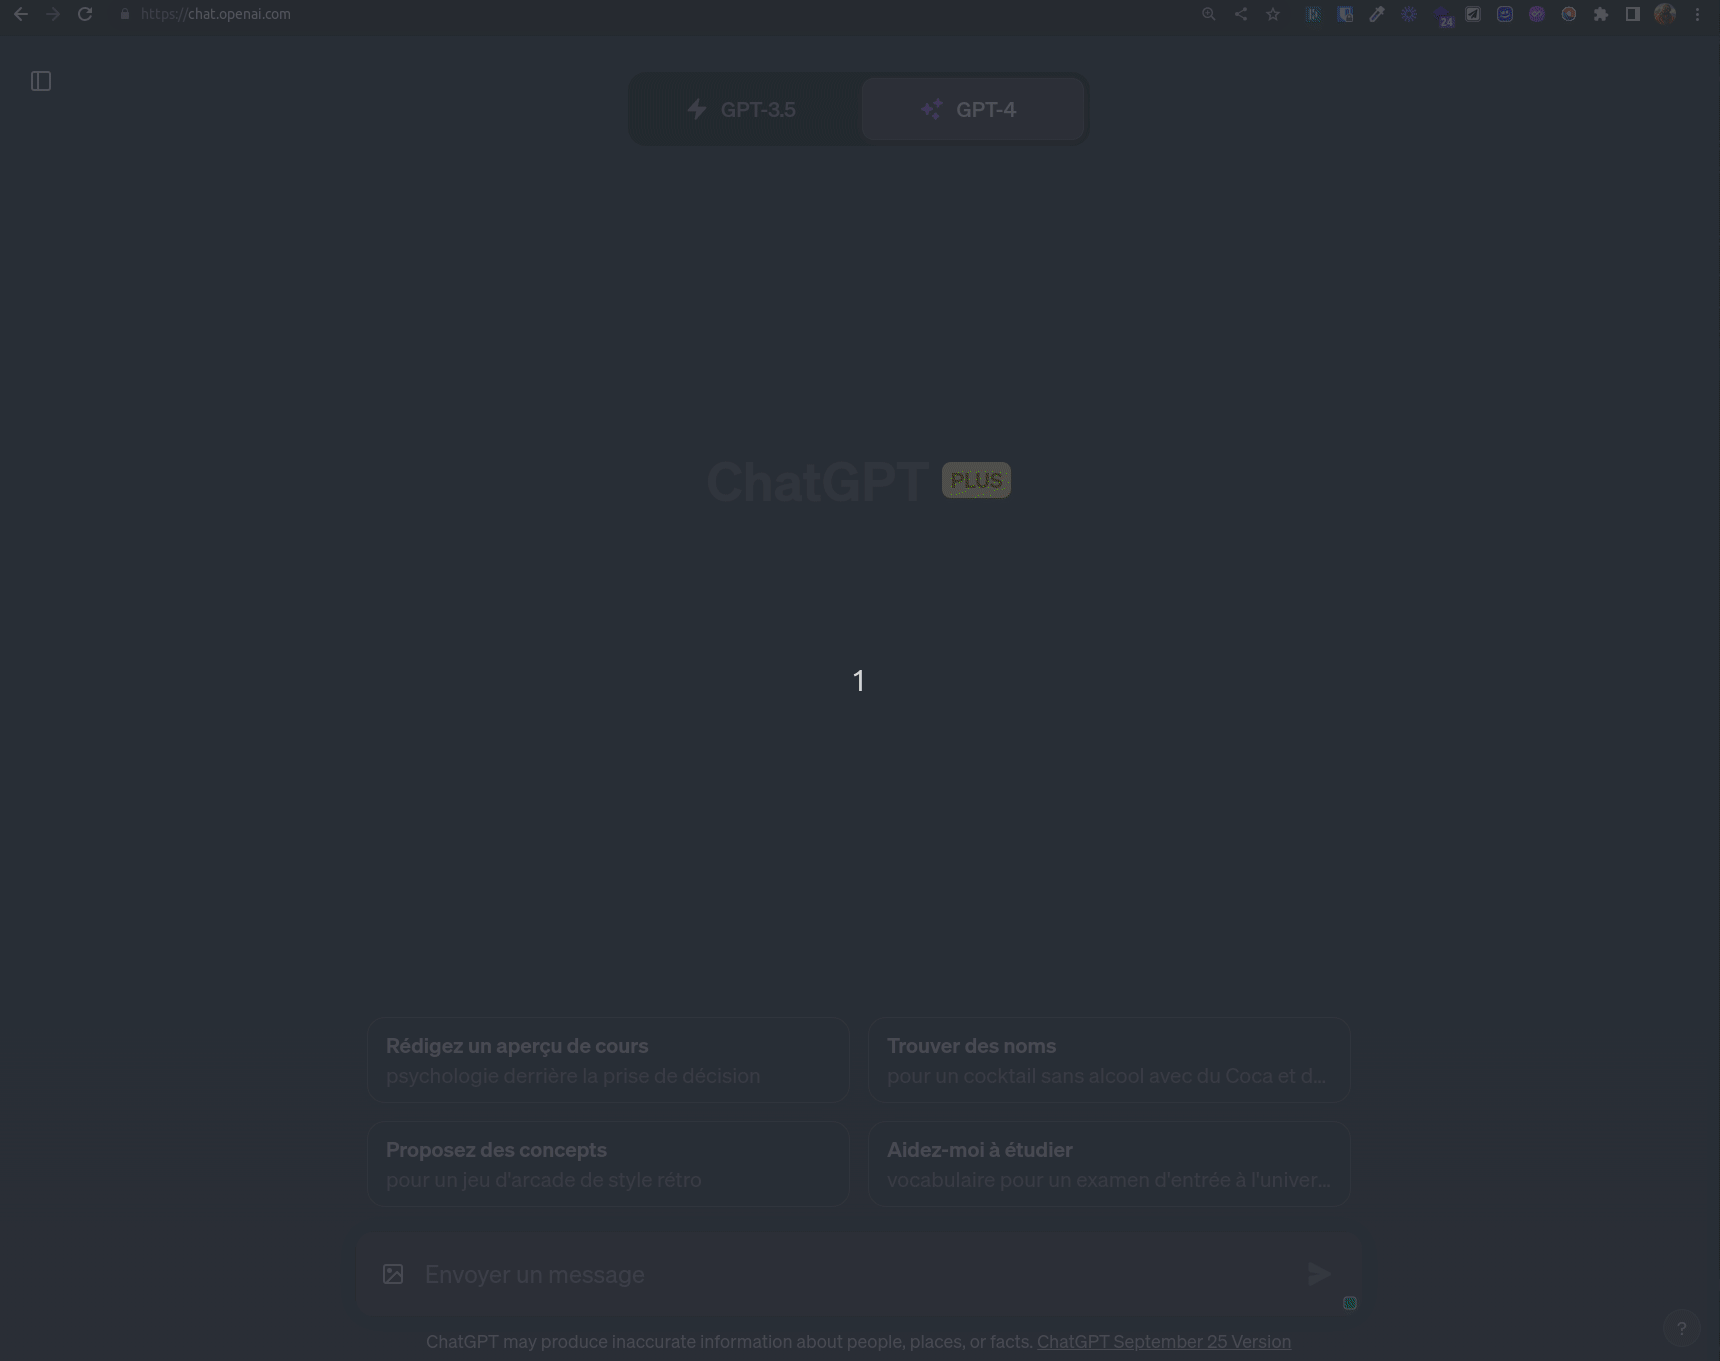 https://chat.openai.com
24
GPT-3.5
GPT-4
ChatGPT PLUS
1
Rédigez un aperçu de cours
psychologie derrière la prise de décision
Trouver des noms
pour un cocktail sans alcool avec du Coca et d...
Proposez des concepts
pour un jeu d'arcade de style rétro
Aidez-moi à étudier
vocabulaire pour un examen d'entrée à l'univer...
Envoyer un message
ChatGPT may produce inaccurate information about people, places, or facts. ChatGPT September 25 Version
?